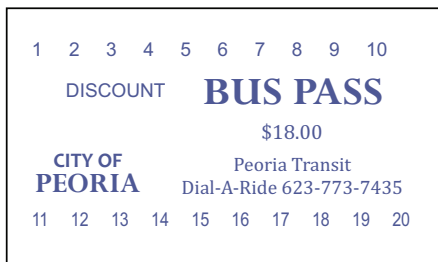 1 2 3 4 5 6 7 8 9 10
DISCOUNT BUS PASS
$18.00
CITY OF
PEORIA
Peoria Transit
Dial-A-Ride 623-773-7435
11 12 13 14 15 16 17 18 19 20